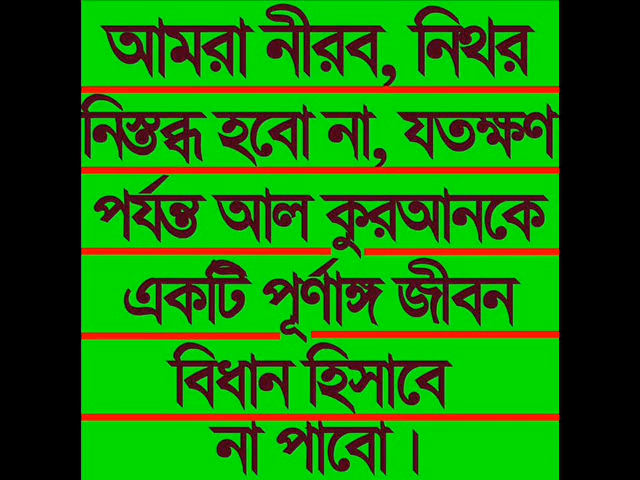 আমরা নীরব, নিথর
নিস্তব্ধ হবো না, যতক্ষণ
পর্যন্ত আল কুরআনকে
একটি পূর্ণাঙ্গ জীবন
বিধান হিসাবে
না পাবো।